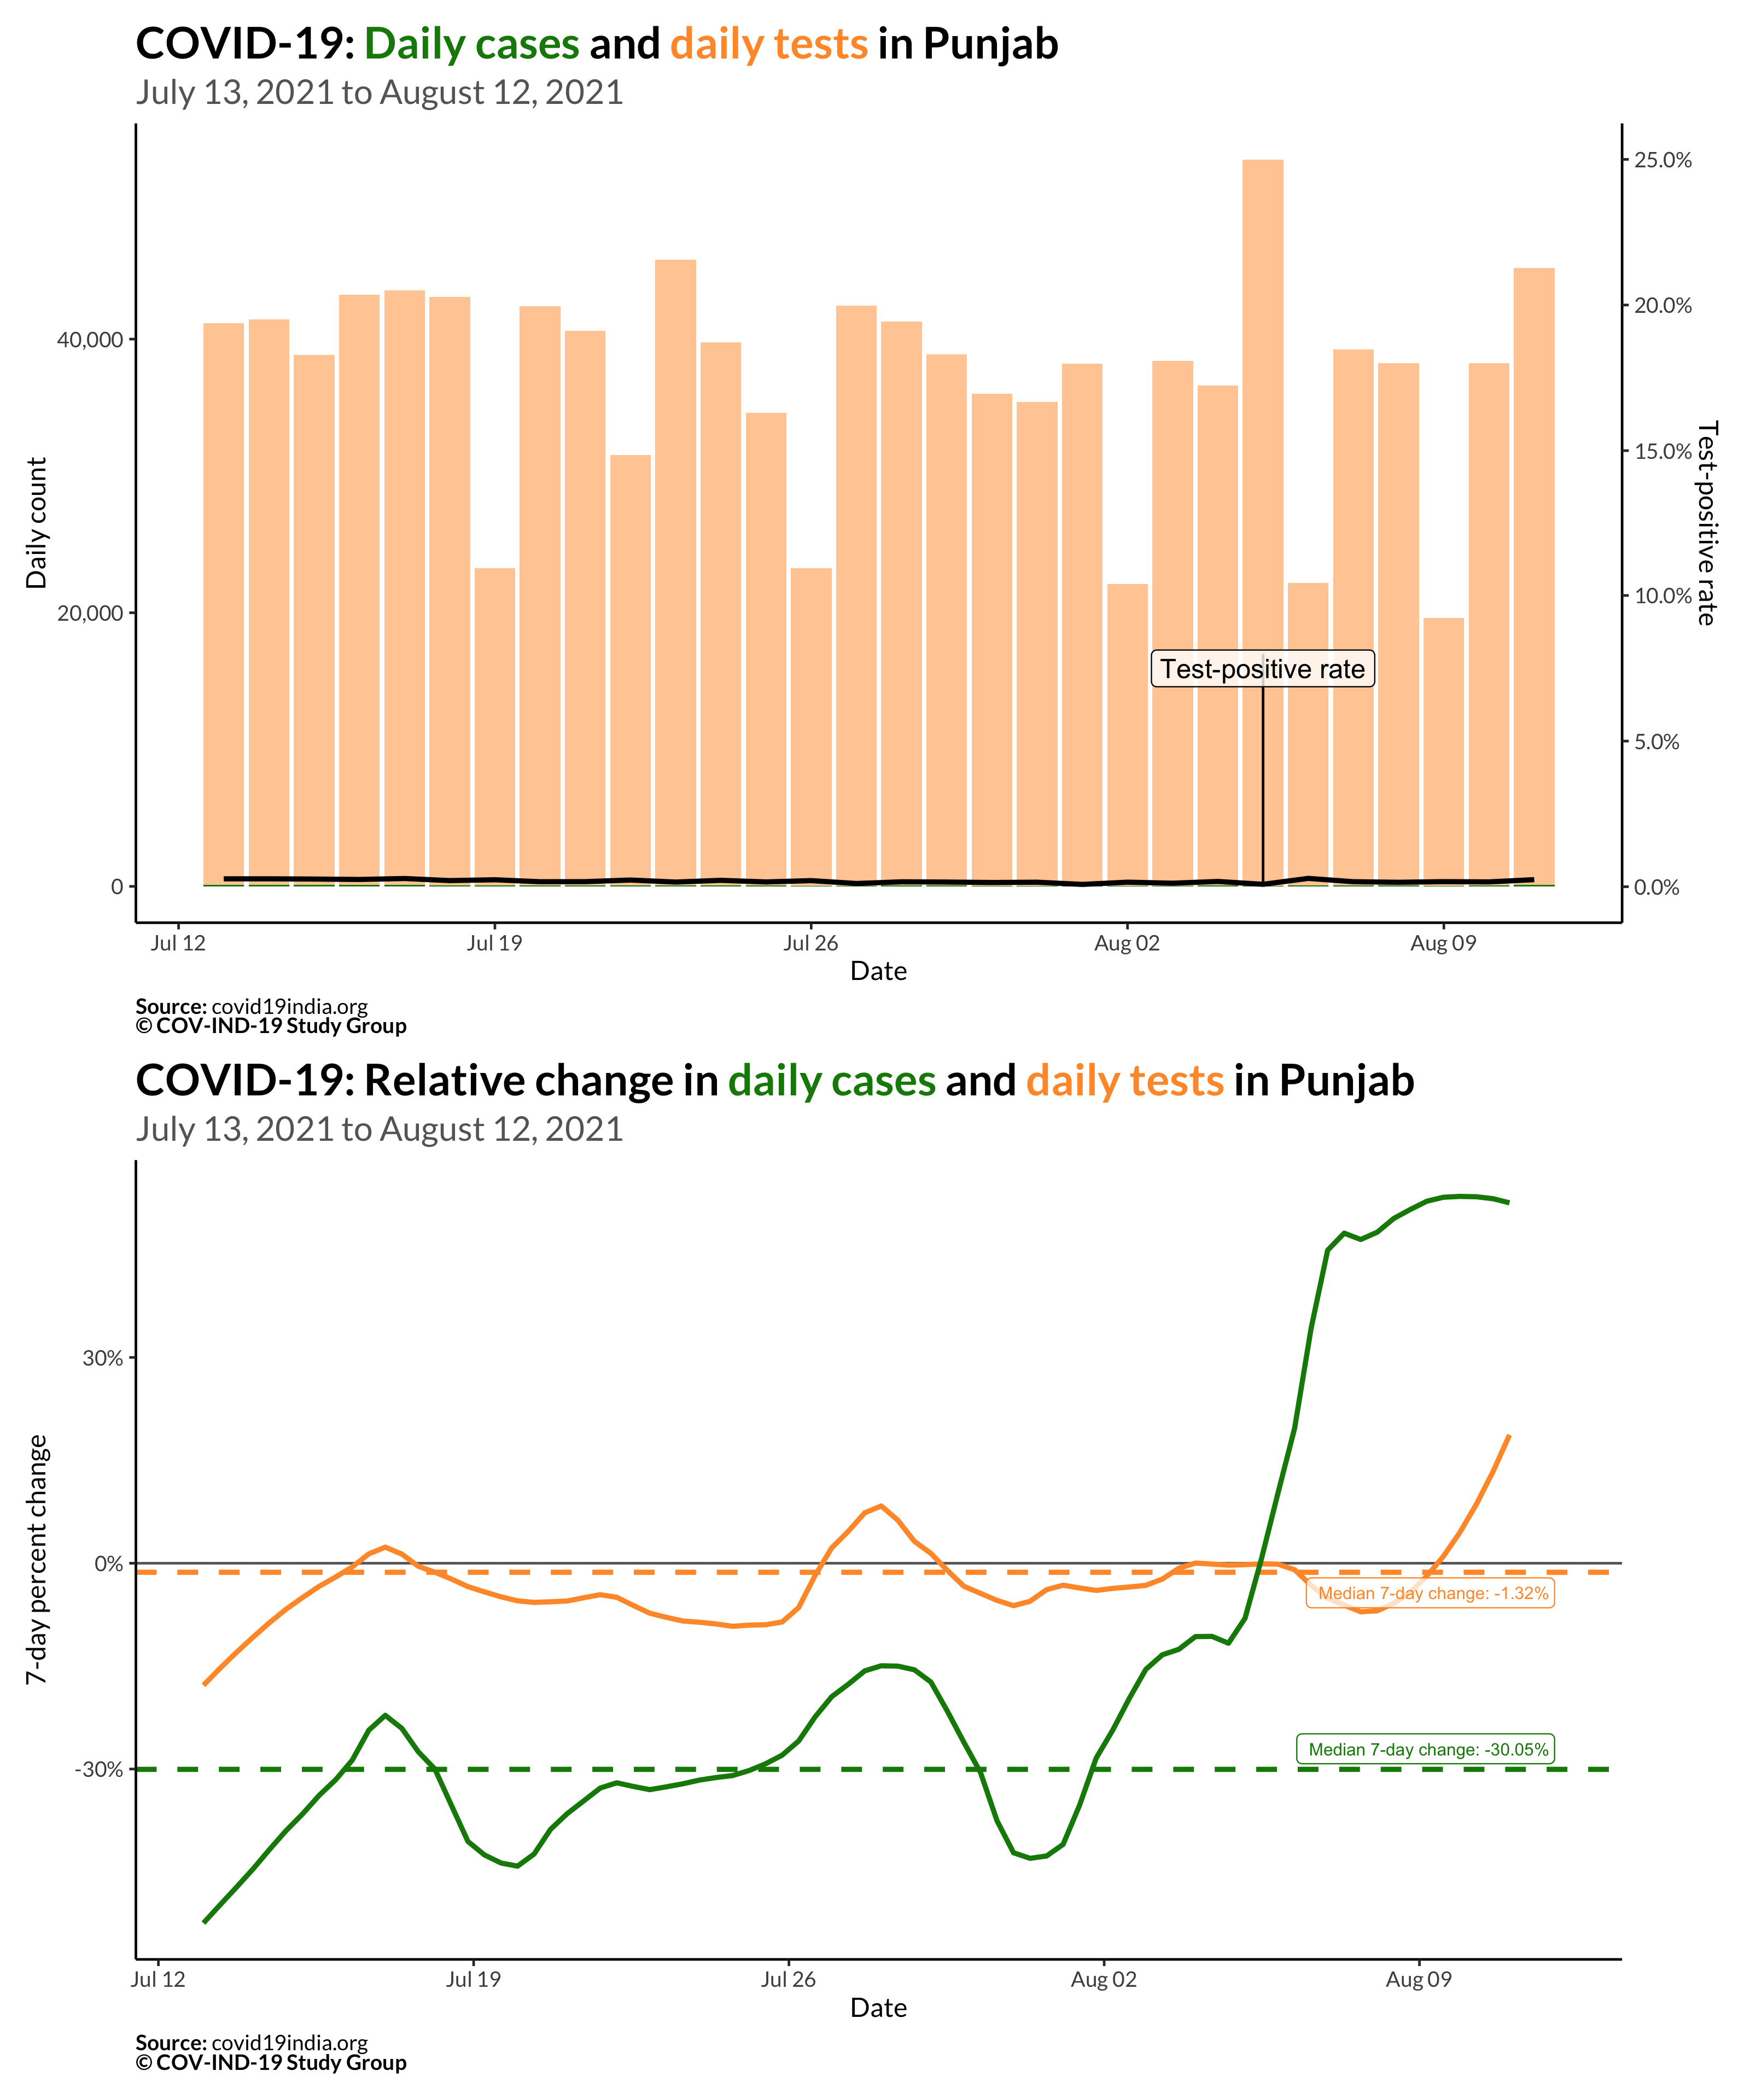 COVID-19: Daily cases and daily tests in Punjab
July 13, 2021 to August 12, 2021
25.0%
20.0%
40,000
15.0%
Daily count
Test-positive rate
10.0%
20,000
Test-positive rate
5.0%
0
0.0%
Jul 12
Jul 19
Jul 26
Aug 02
Aug 09
Date
Source: covid19india.org
© COV-IND-19 Study Group
COVID-19: Relative change in daily cases and daily tests in Punjab
July 13, 2021 to August 12, 2021
30%
7-day percent change
0%
Median 7-day change: -1.32%
Median 7-day change: -30.05%
-30%
Jul 12
Jul 19
Jul 26
Aug 02
Aug 09
Date
Source: covid19india.org
© COV-IND-19 Study Group